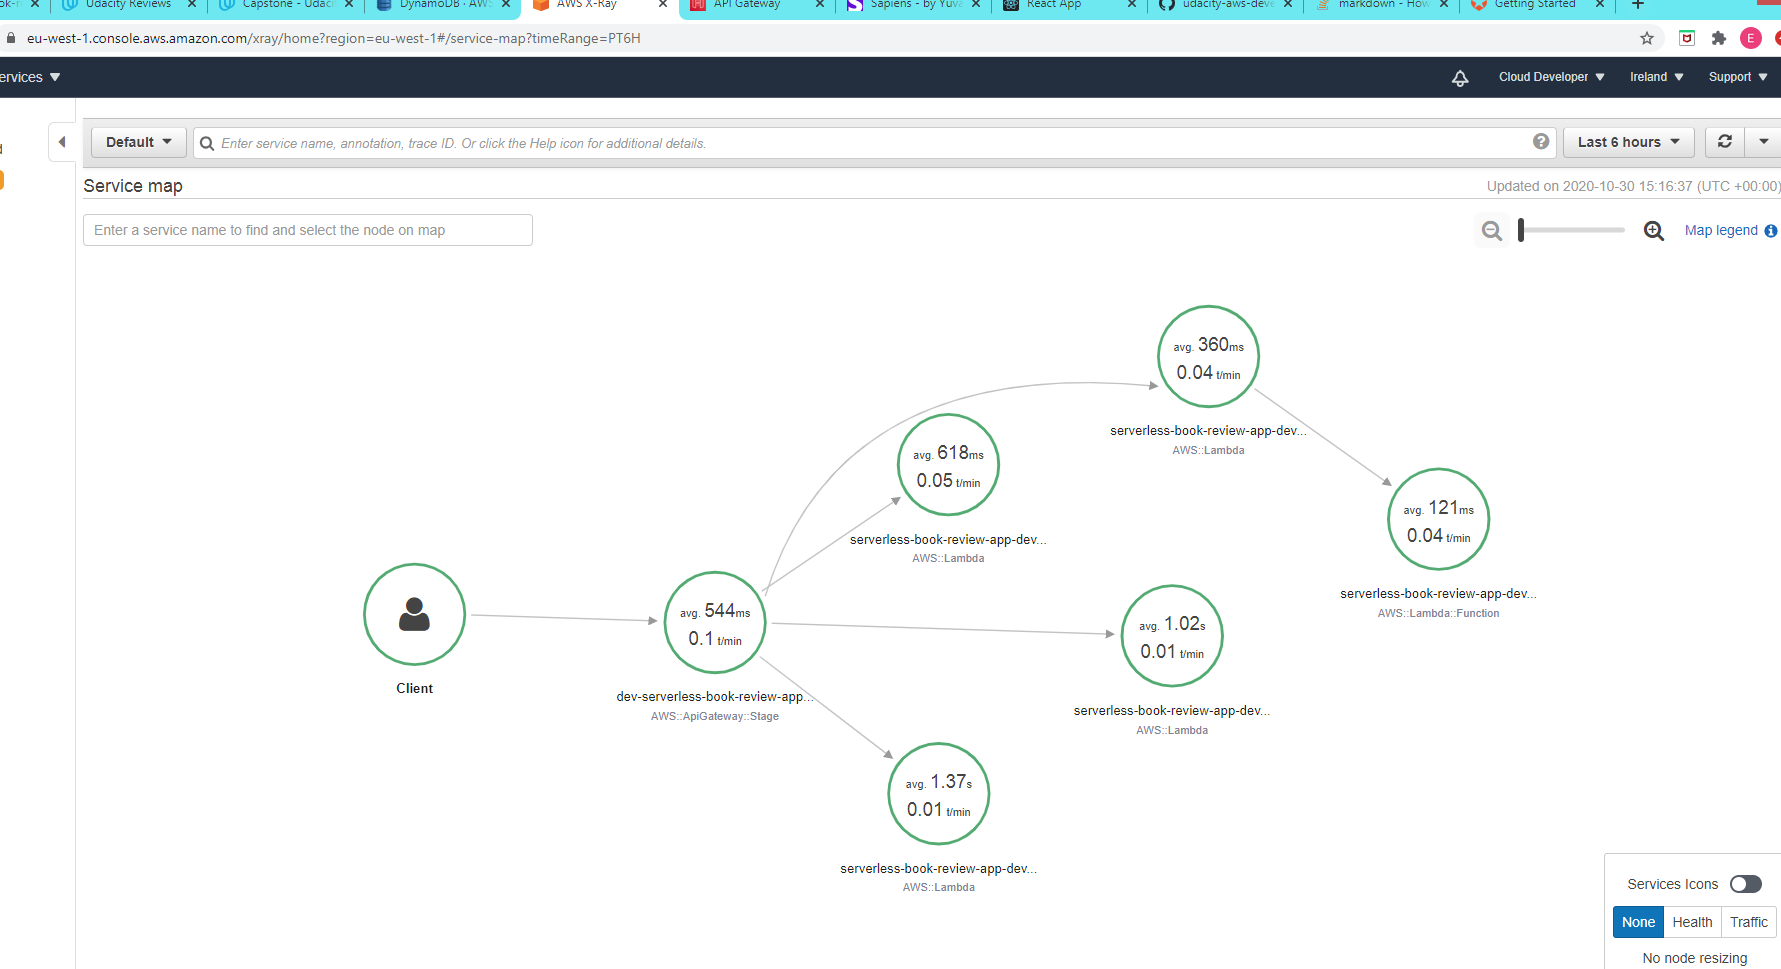 Udacity Reviews
Capstone - Udaci
DynamoDB · AWS
AWS X-Ray
API Gateway
Sapiens - by Yuva
React App
udacity-aws-deve
markdown - How
Getting Started
eu-west-1.console.aws.amazon.com/xray/home?region=eu-west-1#/service-map?timeRange=PT6H
E
ervices
Cloud Developer
Ireland
Support
Default
Enter service name, annotation, trace ID. Or click the Help icon for additional details.
Last 6 hours
Service map
Updated on 2020-10-30 15:16:37 (UTC +00:00)
Enter a service name to find and select the node on map
Map legend
avg. 360ms
0.04 t/min
serverless-book-review-app-dev...
AWS::Lambda
avg. 618ms
0.05 t/min
serverless-book-review-app-dev...
AWS::Lambda
avg. 121ms
0.04 t/min
serverless-book-review-app-dev...
AWS::Lambda::Function
Client
avg. 544ms
0.1 t/min
dev-serverless-book-review-app...
AWS::ApiGateway::Stage
avg. 1.02s
0.01 t/min
serverless-book-review-app-dev...
AWS::Lambda
avg. 1.37s
0.01 t/min
serverless-book-review-app-dev...
AWS::Lambda
Services Icons
None
Health
Traffic
No node resizing